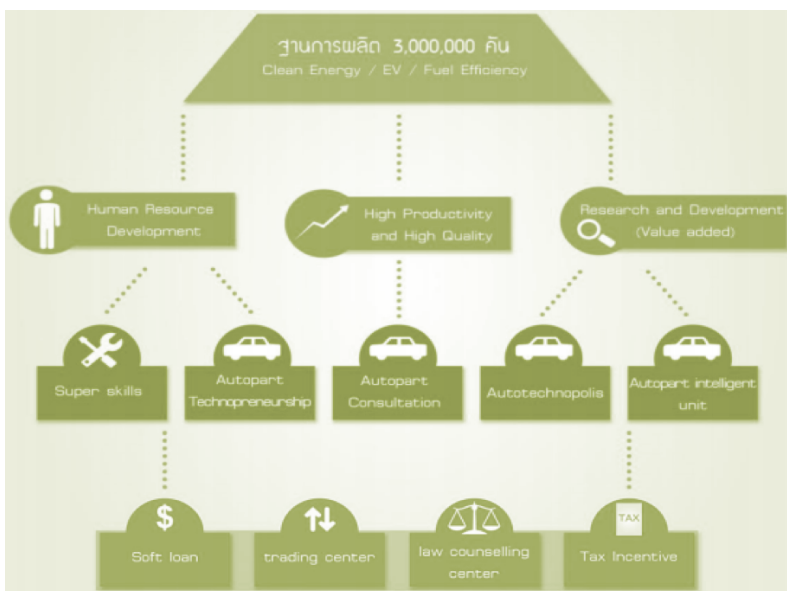 ฐานการผลิต 3,000,000 คัน
Clean Energy / EV / Fuel Efficiency
Human Resource
Development
High Productivity
and High Quality
Research and Development
(Value added)
Super skills
Autopart
Technopreneurship
Autopart
Consultation
Autotechnopolis
Autopart intelligent
unit
$
Soft loan
trading center
law counselling
center
TAX
Tax Incentive